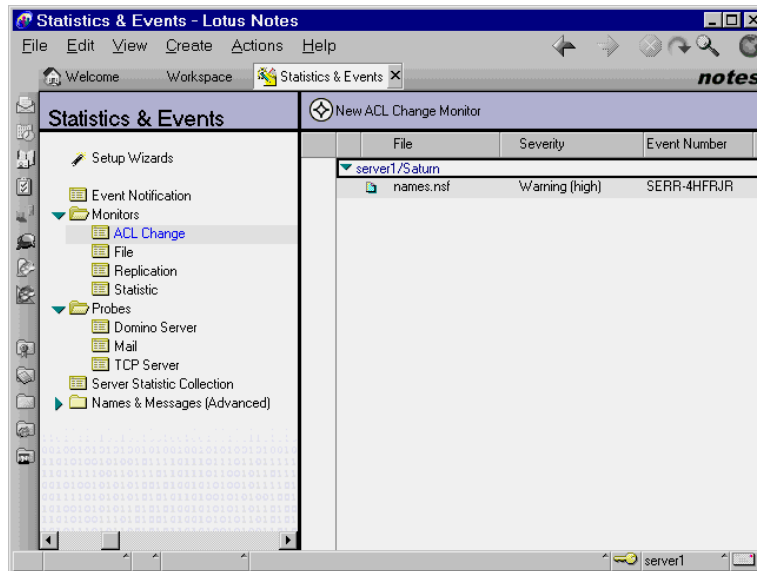 Statistics & Events - Lotus Notes
File Edit View Create Actions Help
Welcome Workspace Statistics & Events
notes
Statistics & Events
New ACL Change Monitor
File Severity Event Number
Setup Wizards
server1/Saturn
names.nsf Warning (high) SERR-4HFRJR
Event Notification
Monitors
ACL Change
File
Replication
Statistic
Probes
Domino Server
Mail
TCP Server
Server Statistic Collection
Names & Messages (Advanced)
server1